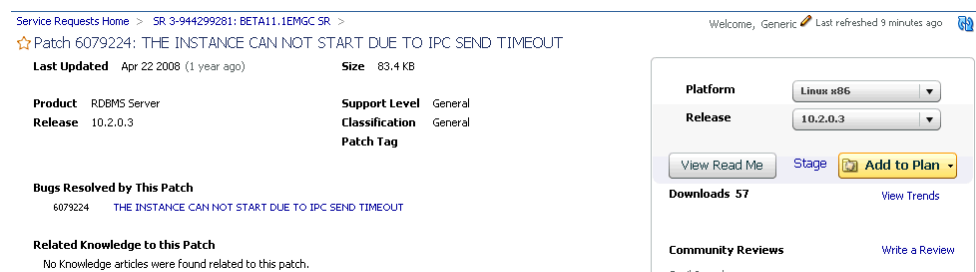 Service Requests Home > SR 3-944299281: BETA11.1EMGC SR >
Welcome, Generic Last refreshed 9 minutes ago
Patch 6079224: THE INSTANCE CAN NOT START DUE TO IPC SEND TIMEOUT
Last Updated Apr 22 2008 (1 year ago) Size 83.4 KB
Product RDBMS Server Support Level General
Release 10.2.0.3 Classification General
Patch Tag
Platform Linux x86
Release 10.2.0.3
View Read Me Stage Add to Plan
Bugs Resolved by This Patch
6079224 THE INSTANCE CAN NOT START DUE TO IPC SEND TIMEOUT
Downloads 57 View Trends
Related Knowledge to this Patch
No Knowledge articles were found related to this patch.
Community Reviews Write a Review